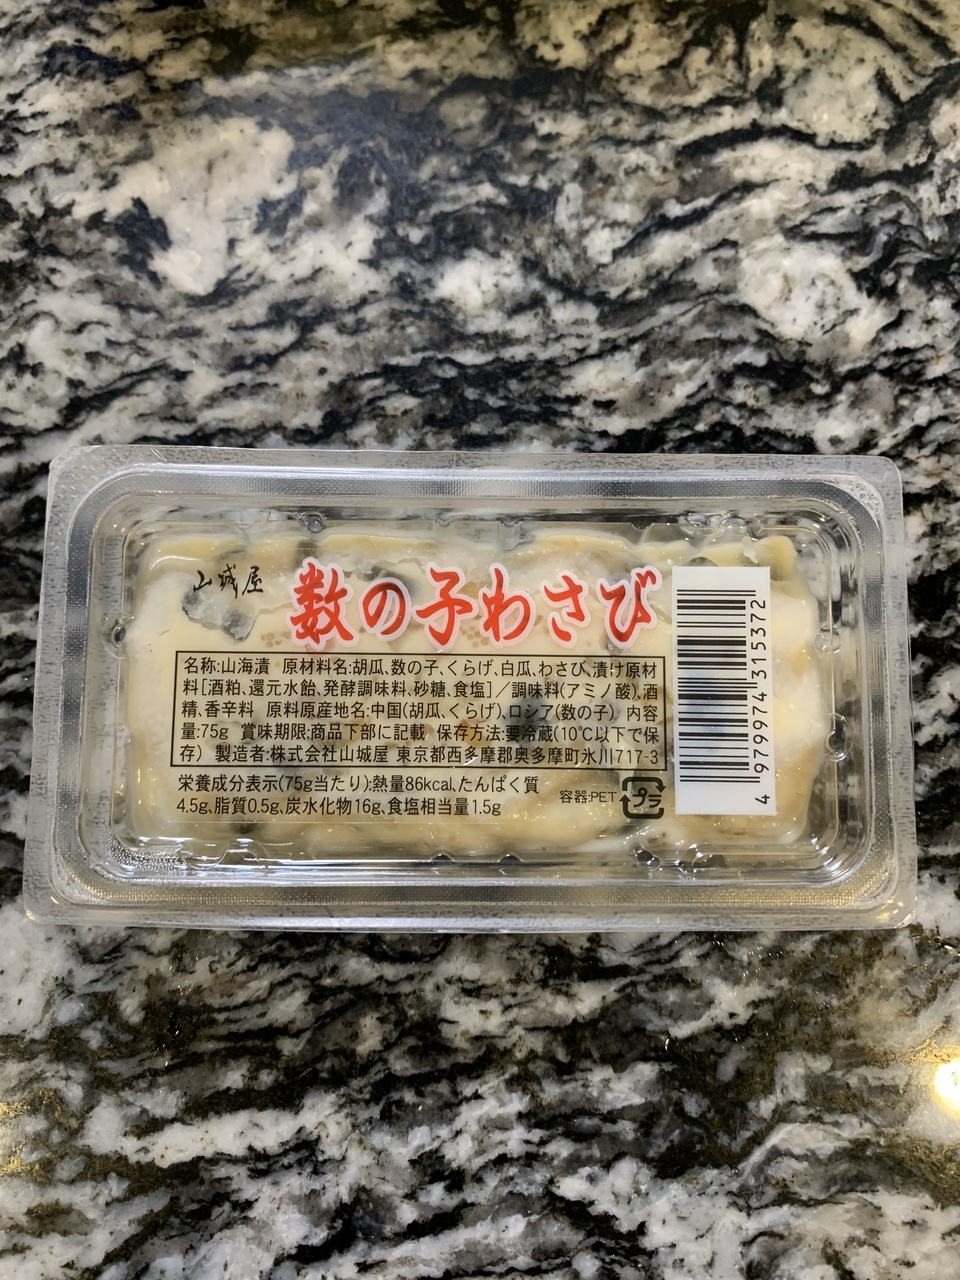 山城屋
数の子わさび
名称:山海漬 原材料名:胡瓜、数の子、くらげ、白瓜、わさび、漬け原材
料[酒粕、還元水飴、発酵調味料、砂糖、食塩]/調味料(アミノ酸)、酒
精、香辛料 原料原産地名:中国(胡瓜、くらげ)、ロシア(数の子) 内容
量:75g 賞味期限:商品下部に記載 保存方法:要冷蔵(10℃以下で保
存) 製造者:株式会社山城屋 東京都西多摩郡奥多摩町氷川717-3
栄養成分表示(75g当たり):熱量86kcal、たんぱく質
4.5g、脂質0.5g、炭水化物16g、食塩相当量1.5g
容器:PET
プラ
4979974315372